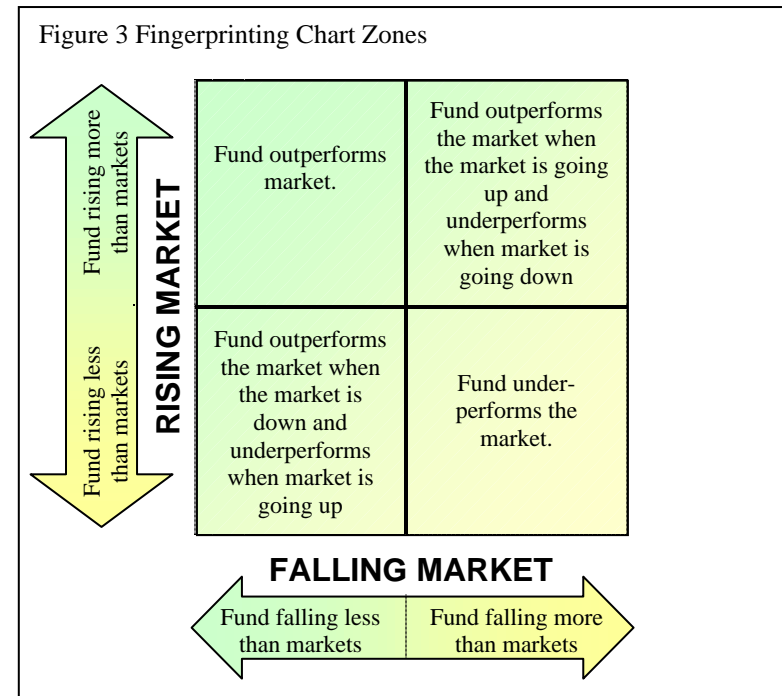 Figure 3 Fingerprinting Chart Zones
Fund rising more
than markets
Fund rising less
than markets
RISING MARKET
Fund outperforms
market.
Fund outperforms
the market when
the market is going
up and
underperforms
when market is
going down
Fund outperforms
the market when
the market is
down and
underperforms
when market is
going up
Fund under-
performs the
market.
FALLING MARKET
Fund falling less
than markets
Fund falling more
than markets